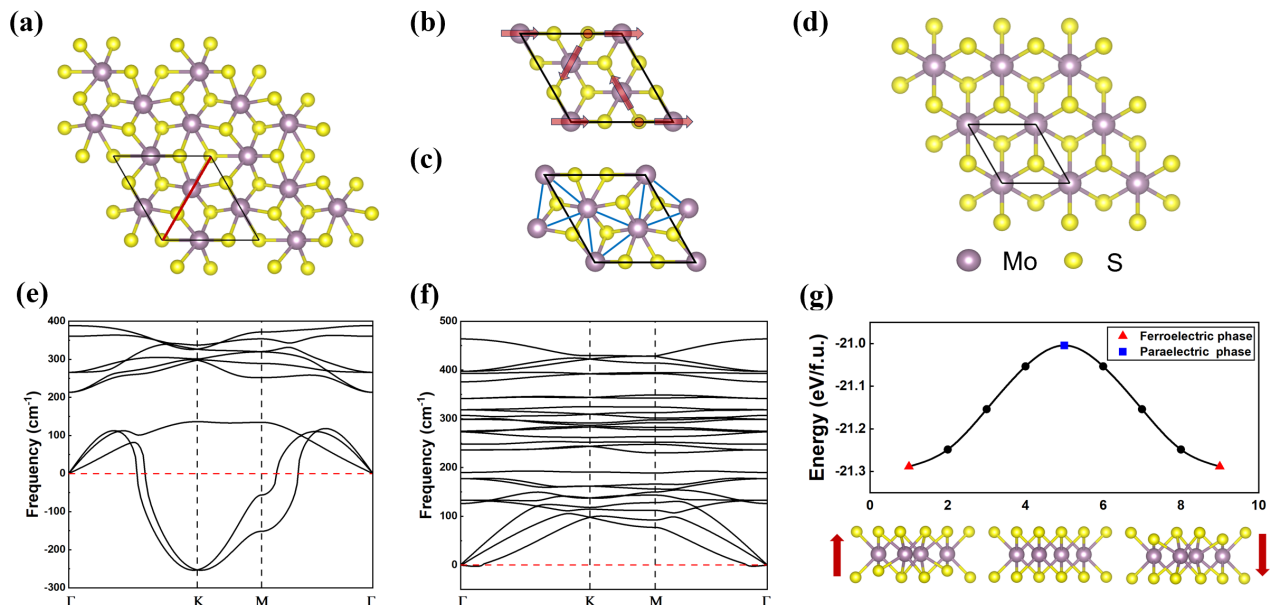 (a)
(b)
(c)
(d)
Mo S
(e)
400
300
200
100
0
-100
-200
-300
Frequency (cm⁻¹)
Γ K M Γ
(f)
500
400
300
200
100
0
Frequency (cm⁻¹)
Γ K M Γ
(g)
Ferroelectric phase
Paraelectric phase
-21.0
-21.1
-21.2
-21.3
Energy (eV/f.u.)
0 2 4 6 8 10